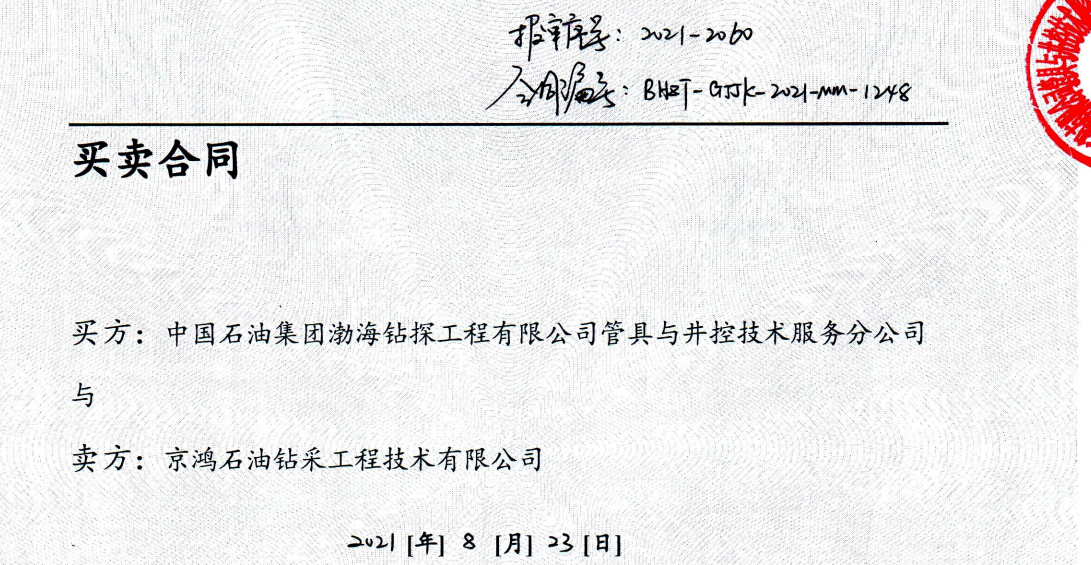 报审序号：2021-2060
合同编号：BHZT-GJJK-2021-MM-1248
买卖合同
买方：中国石油集团渤海钻探工程有限公司管具与井控技术服务分公司
与
卖方：京鸿石油钻采工程技术有限公司
2021 [年] 8 [月] 23 [日]